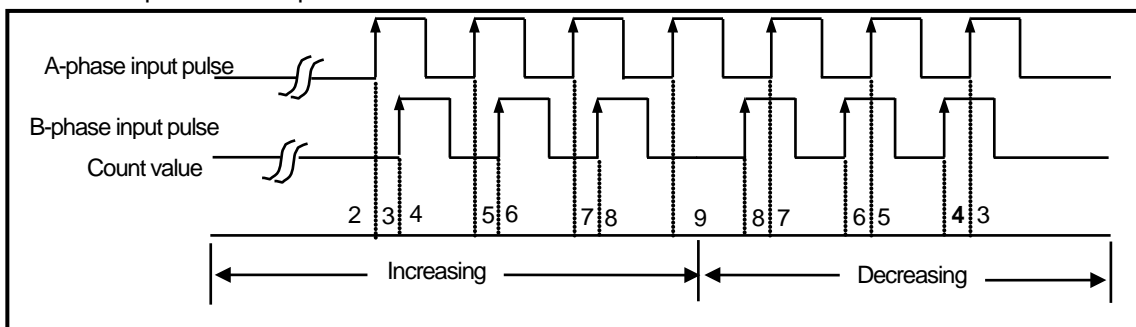 A-phase input pulse
B-phase input pulse
Count value
2 3 4 5 6 7 8 9 8 7 6 5 4 3
Increasing Decreasing